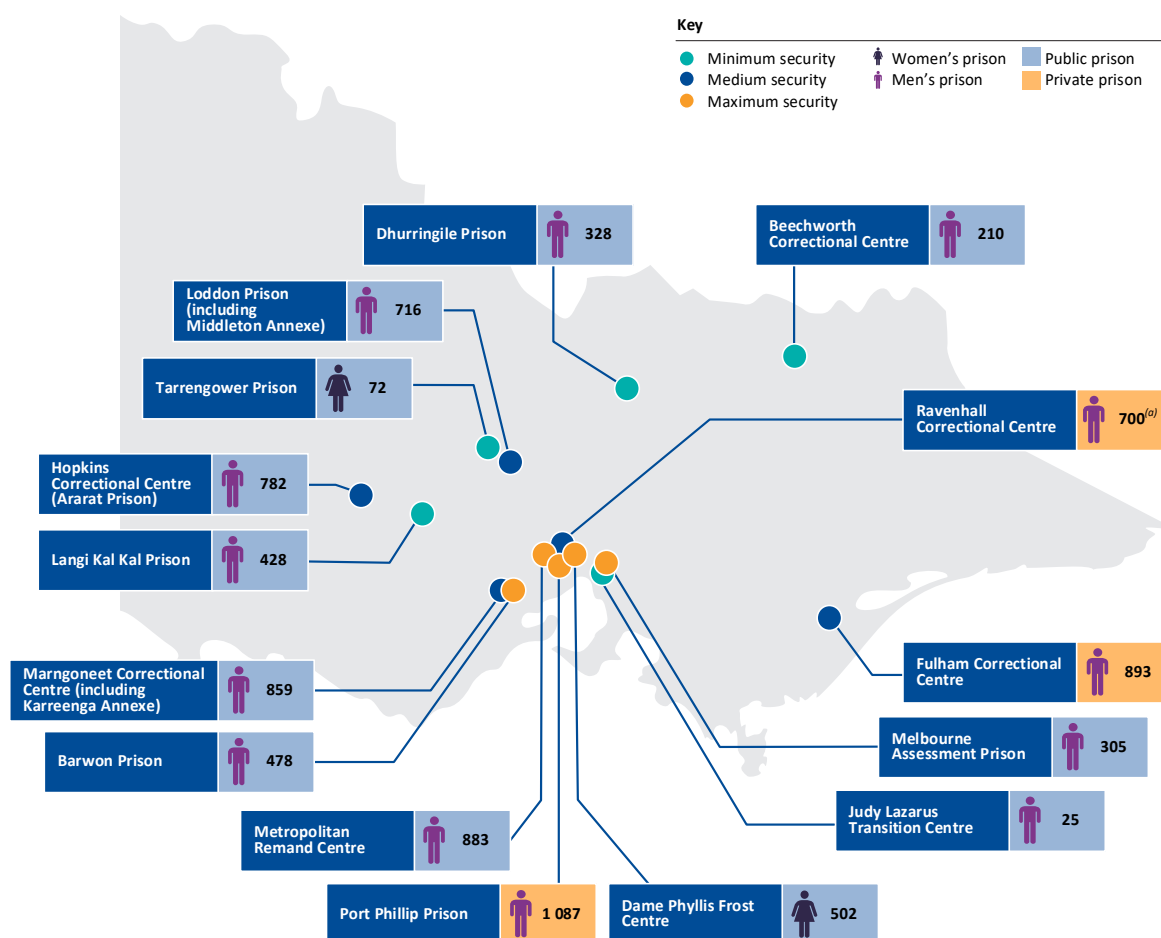 Key
Minimum security
Medium security
Maximum security
Women's prison
Men's prison
Public prison
Private prison
Dhurringile Prison
328
Beechworth
Correctional Centre
210
Loddon Prison
(including
Middleton Annexe)
716
Tarrengower Prison
72
Ravenhall
Correctional Centre
700(a)
Hopkins
Correctional Centre
(Ararat Prison)
782
Langi Kal Kal Prison
428
Fulham Correctional
Centre
893
Marngoneet Correctional
Centre (including
Karreenga Annexe)
859
Melbourne
Assessment Prison
305
Barwon Prison
478
Judy Lazarus
Transition Centre
25
Metropolitan
Remand Centre
883
Port Phillip Prison
1 087
Dame Phyllis Frost
Centre
502